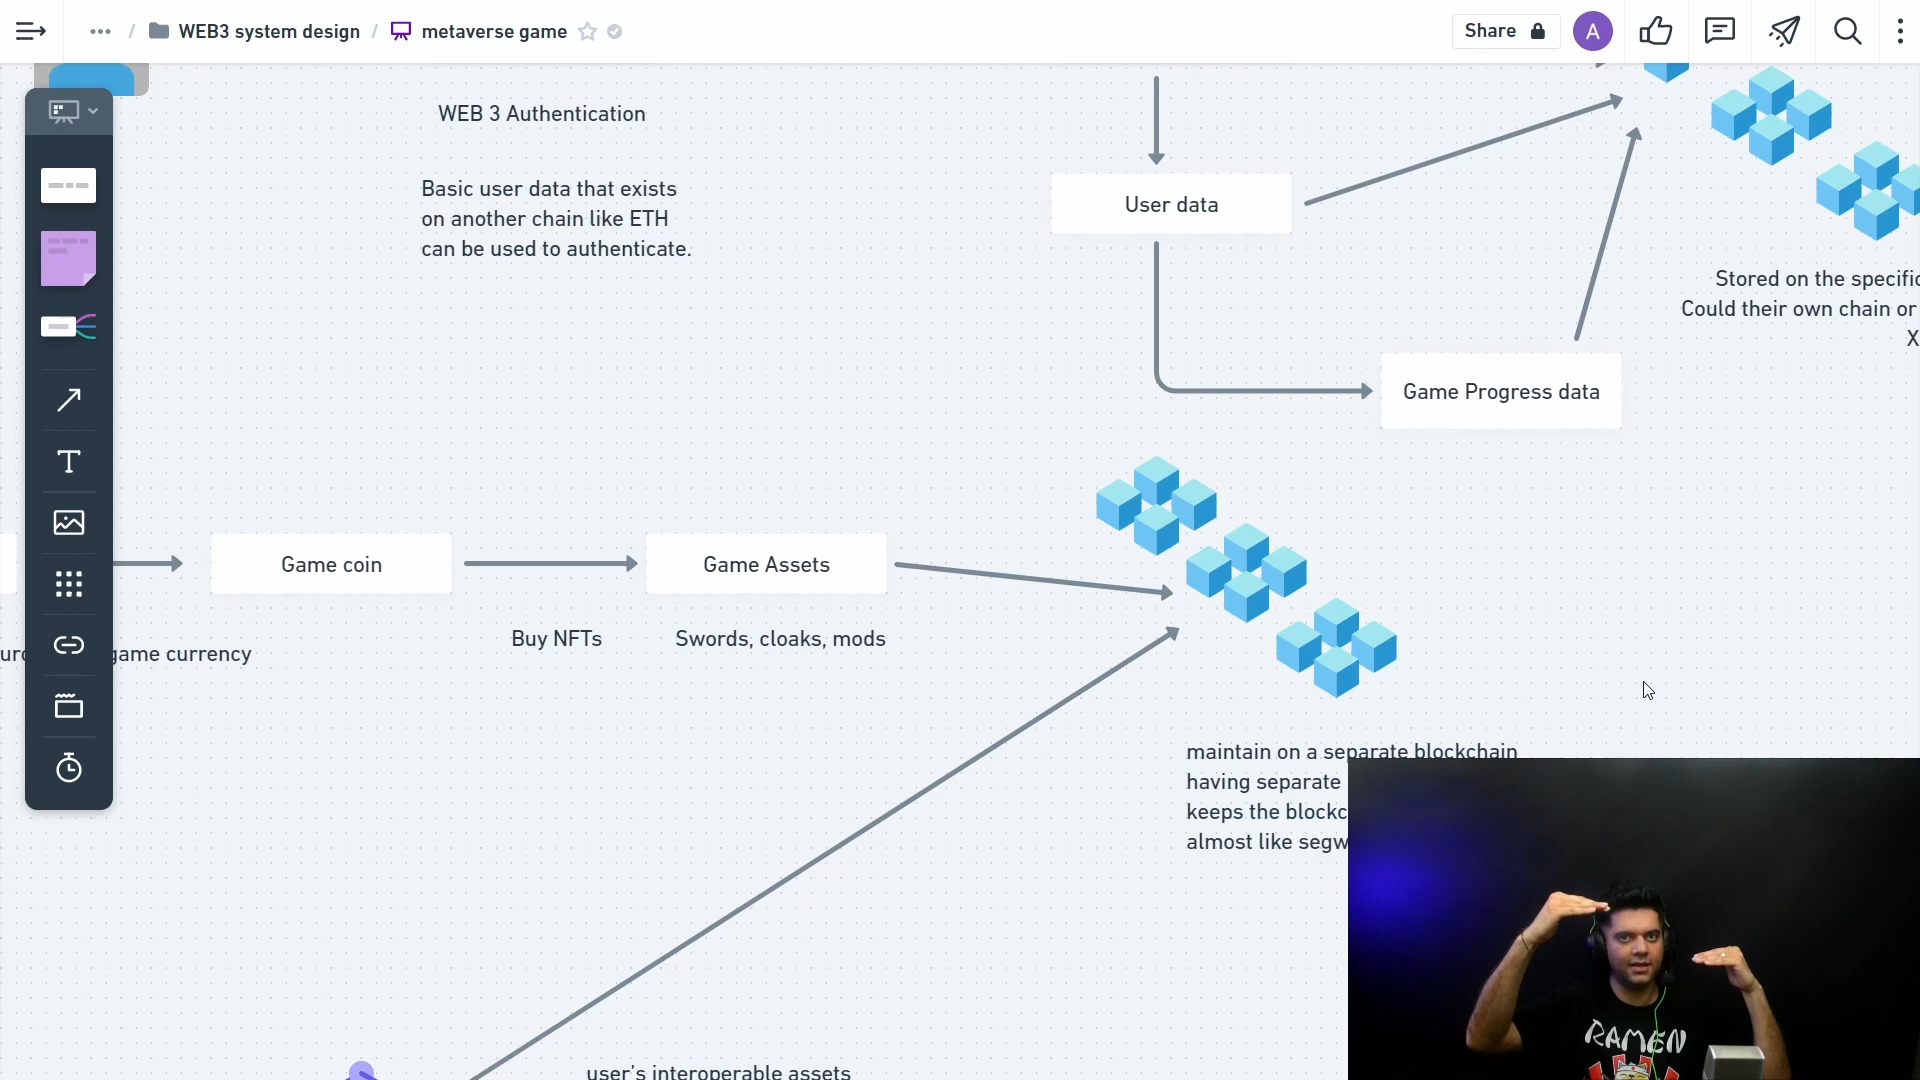 WEB3 system design / metaverse game
Share
A
WEB 3 Authentication
Basic user data that exists
on another chain like ETH
can be used to authenticate.
User data
Stored on the specific
Could their own chain or
X
Game Progress data
Game coin
Game Assets
Buy NFTs
Swords, cloaks, mods
game currency
maintain on a separate blockchain
having separate
keeps the
almost like
user's interoperable assets
RAMEN